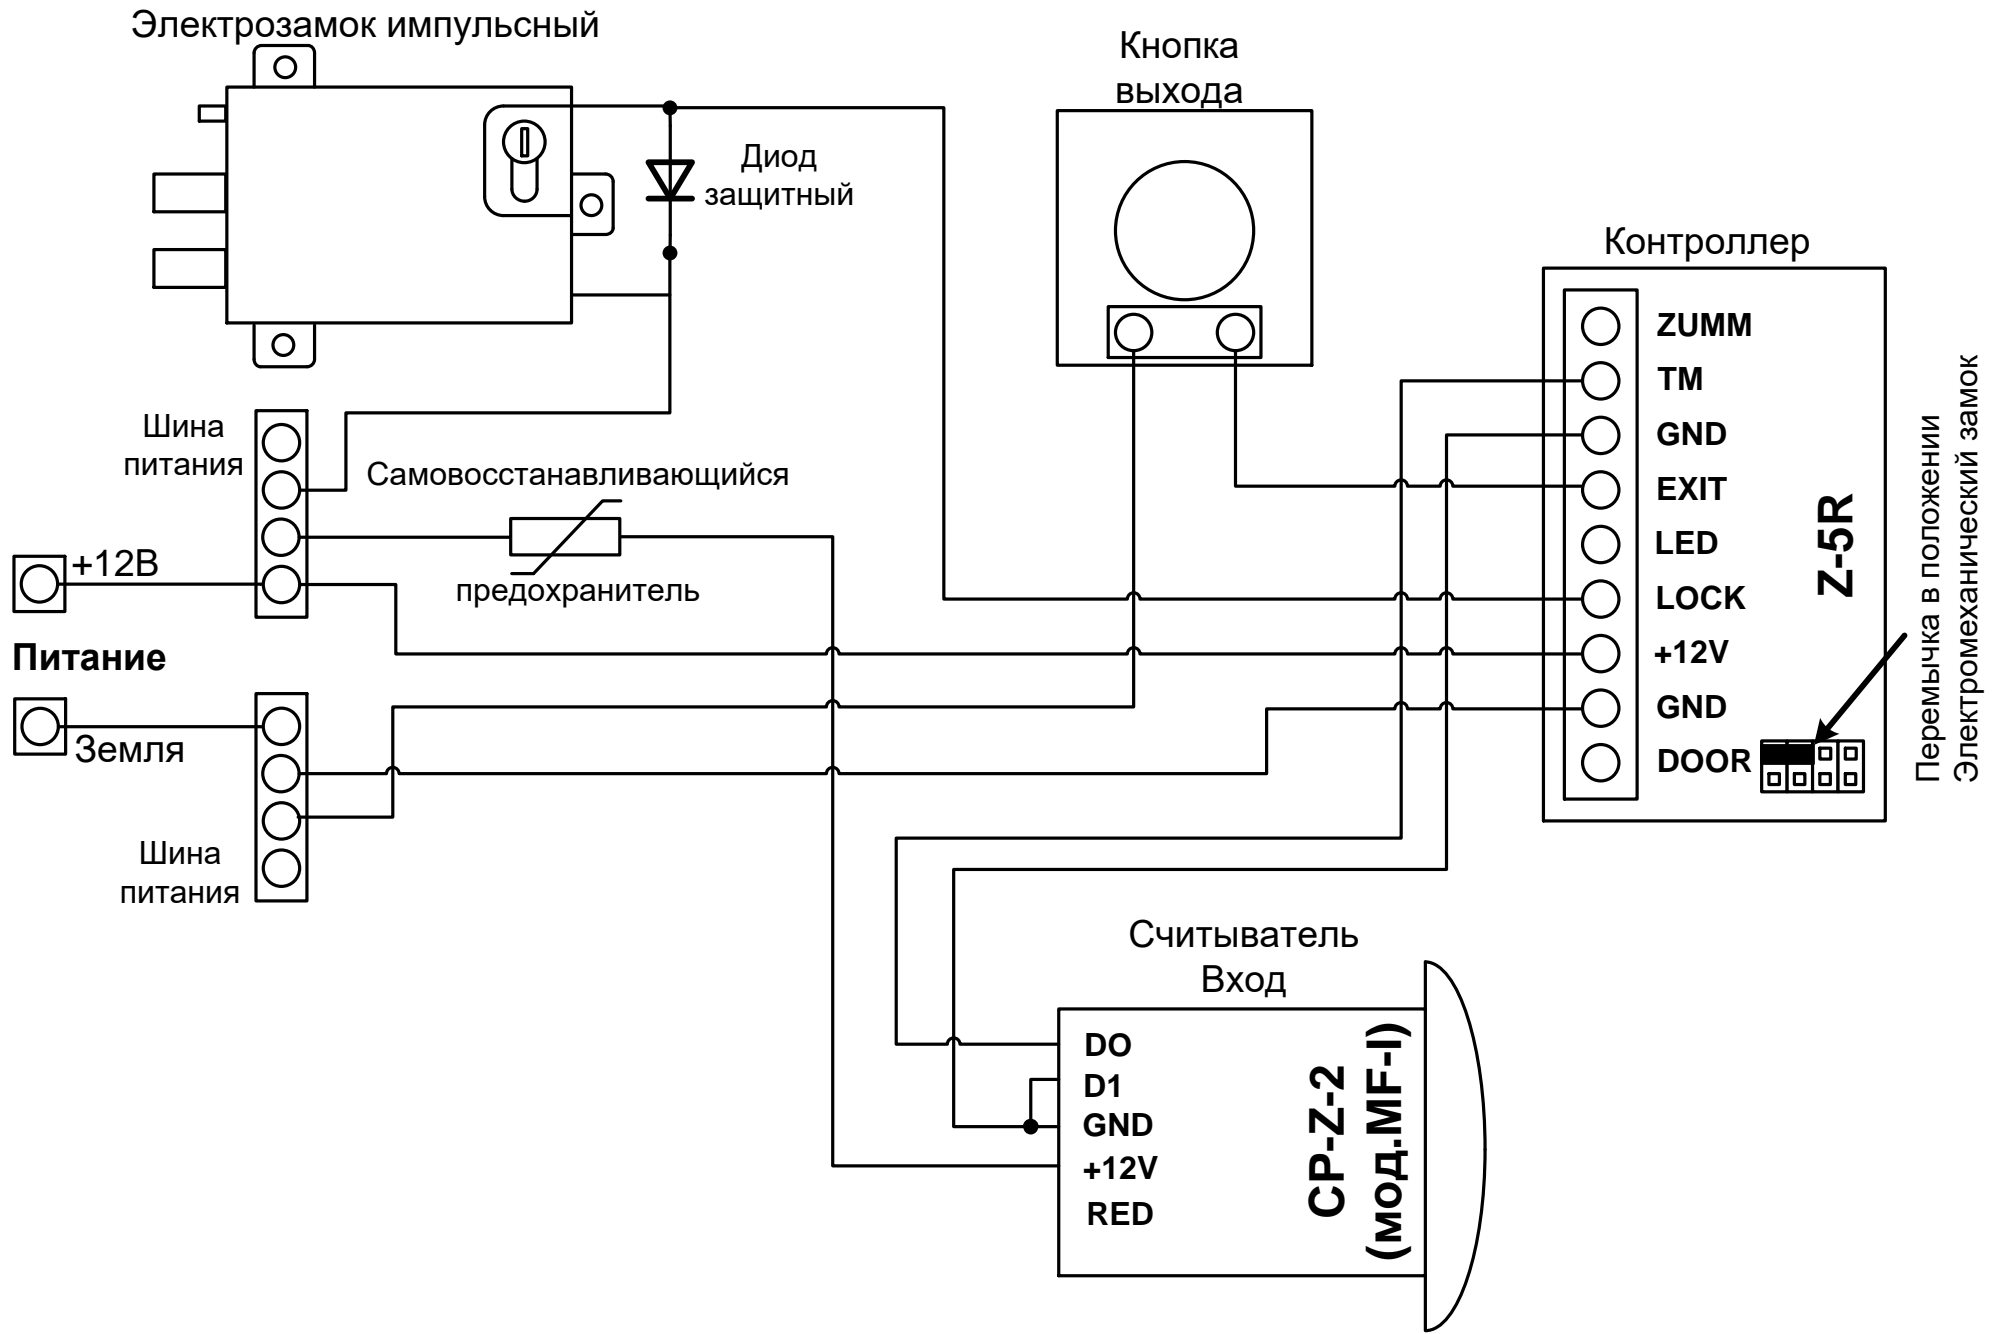 Электрозамок импульсный
Кнопка
выхода
Диод
защитный
Контроллер
ZUMM
TM
GND
EXIT
LED
LOCK
+12V
GND
DOOR
Z-5R
Перемычка в положении
Электромеханический замок
Шина
питания
Самовосстанавливающийся
предохранитель
+12В
Питание
Земля
Шина
питания
Считыватель
Вход
DO
D1
GND
+12V
RED
CP-Z-2
(мод.MF-I)